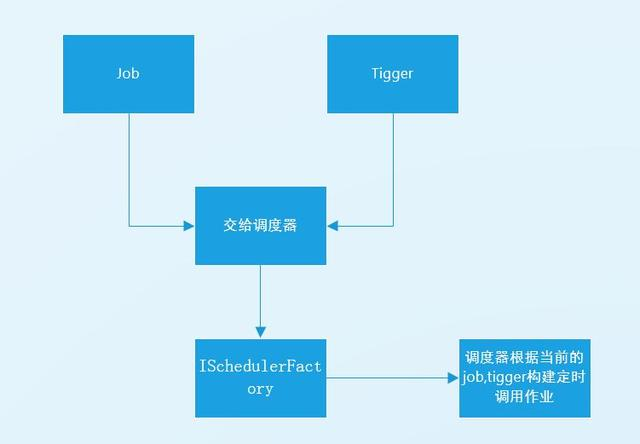 Job
Tigger
交给调度器
ISchedulerFact
ory
调度器根据当前的
job,tigger构建定时
调用作业